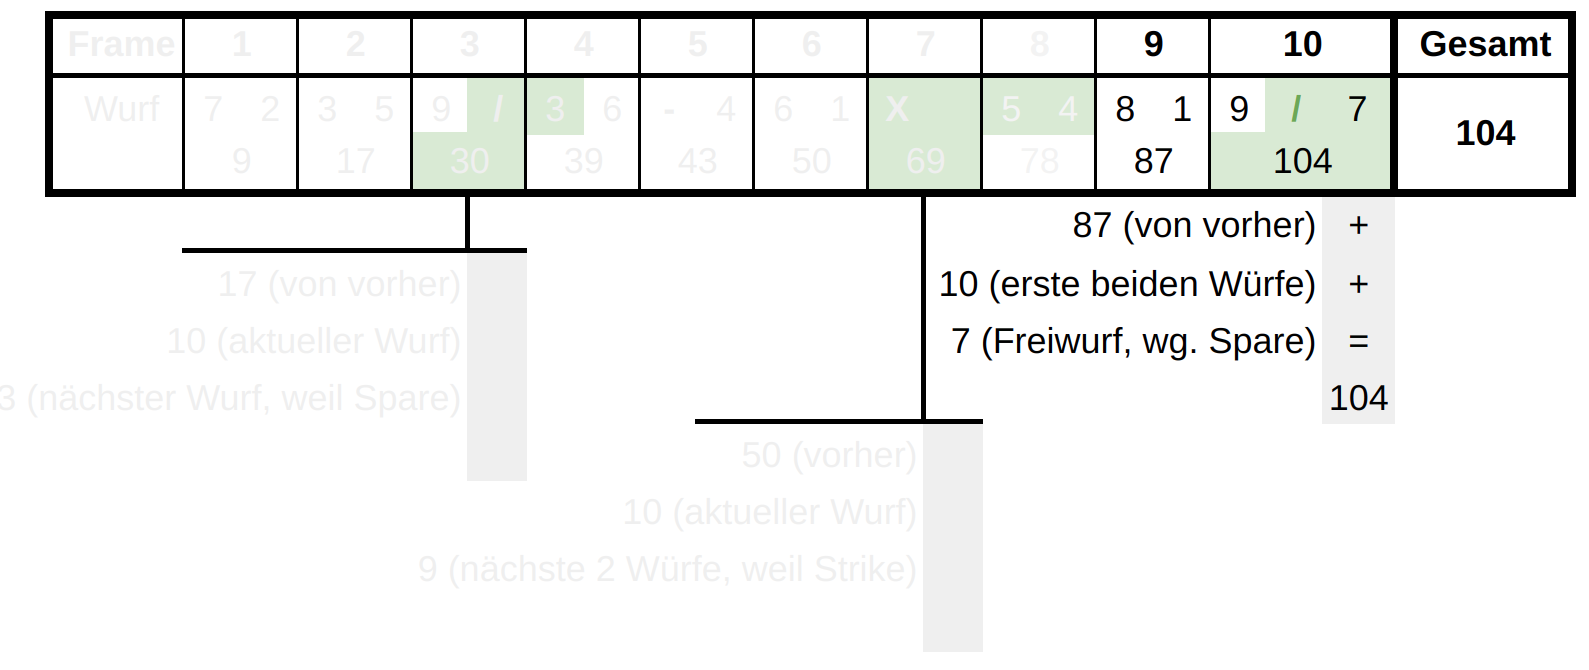 Frame 1 2 3 4 5 6 7 8 9 10 Gesamt
Wurf 7 2 3 5 9 / 3 6 - 4 6 1 X 5 4 8 1 9 / 7 104
9 17 30 39 43 50 69 78 87 104
87 (von vorher) +
17 (von vorher)
10 (erste beiden Würfe) +
10 (aktueller Wurf)
7 (Freiwurf, wg. Spare) =
3 (nächster Wurf, weil Spare)
104
50 (vorher)
10 (aktueller Wurf)
9 (nächste 2 Würfe, weil Strike)